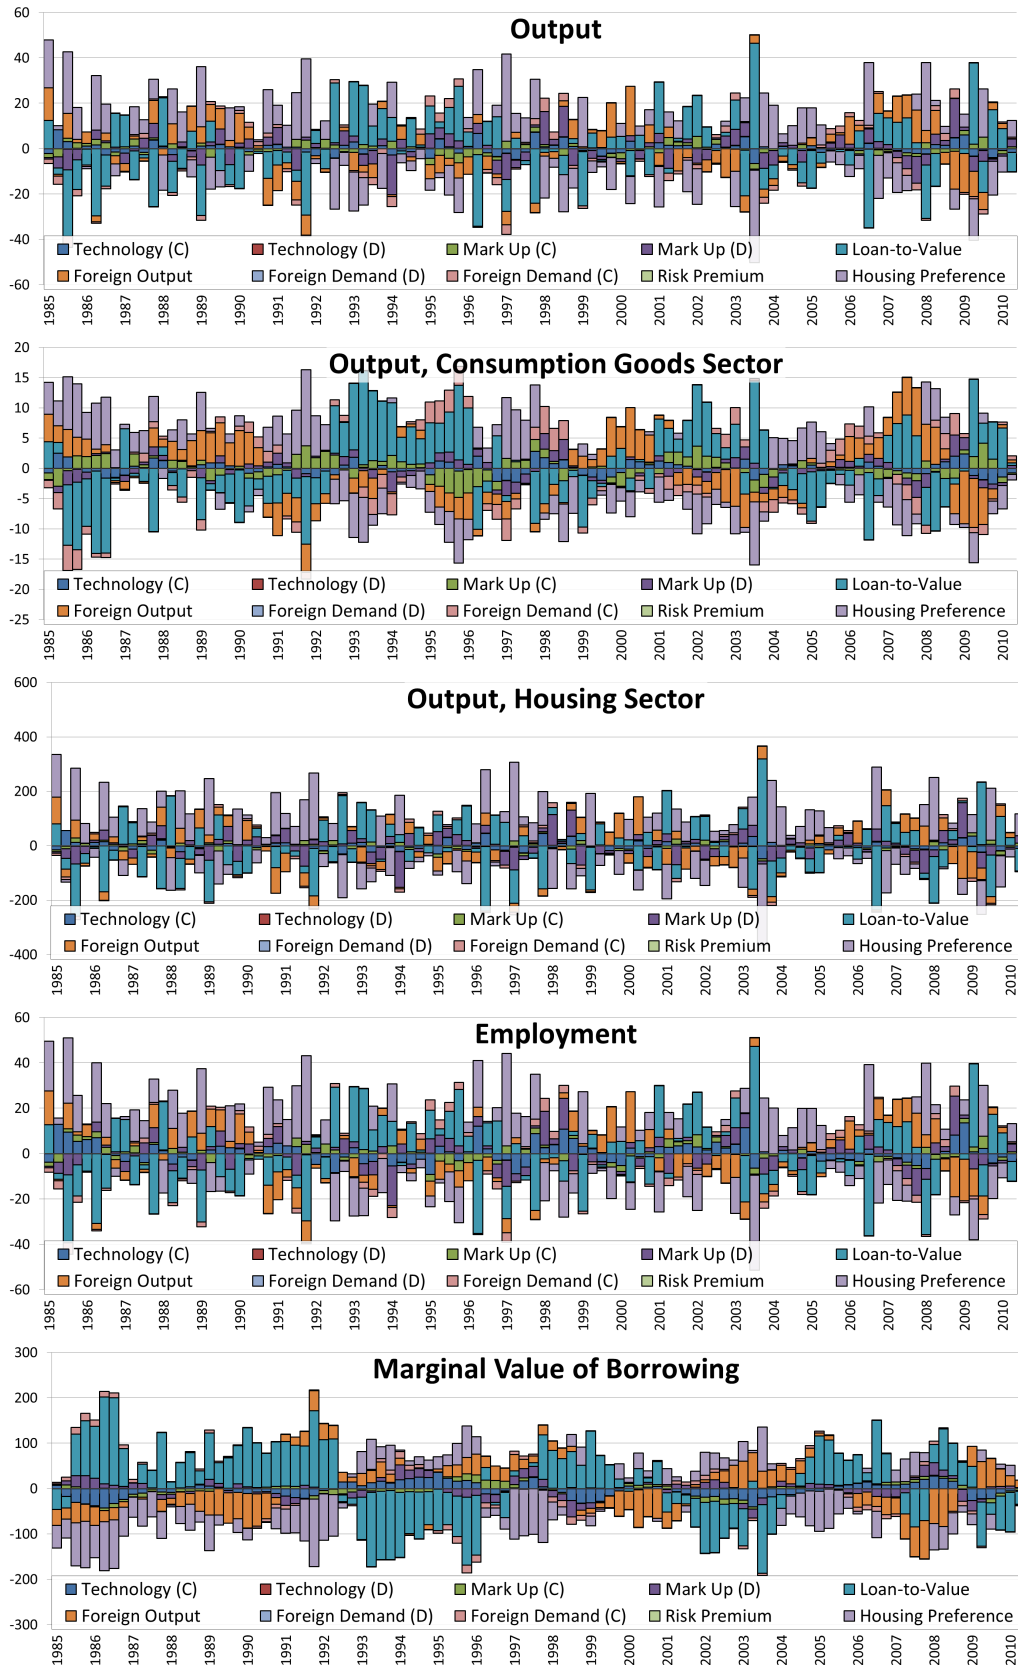 Output
60
40
20
0
-20
-40
-60
Technology (C) Technology (D) Mark Up (C) Mark Up (D) Loan-to-Value
Foreign Output Foreign Demand (D) Foreign Demand (C) Risk Premium Housing Preference
1985 1986 1987 1988 1989 1990 1991 1992 1993 1994 1995 1996 1997 1998 1999 2000 2001 2002 2003 2004 2005 2006 2007 2008 2009 2010
Output, Consumption Goods Sector
20
15
10
5
0
-5
-10
-15
-20
-25
Technology (C) Technology (D) Mark Up (C) Mark Up (D) Loan-to-Value
Foreign Output Foreign Demand (D) Foreign Demand (C) Risk Premium Housing Preference
1985 1986 1987 1988 1989 1990 1991 1992 1993 1994 1995 1996 1997 1998 1999 2000 2001 2002 2003 2004 2005 2006 2007 2008 2009 2010
Output, Housing Sector
600
400
200
0
-200
-400
Technology (C) Technology (D) Mark Up (C) Mark Up (D) Loan-to-Value
Foreign Output Foreign Demand (D) Foreign Demand (C) Risk Premium Housing Preference
1985 1986 1987 1988 1989 1990 1991 1992 1993 1994 1995 1996 1997 1998 1999 2000 2001 2002 2003 2004 2005 2006 2007 2008 2009 2010
Employment
60
40
20
0
-20
-40
-60
Technology (C) Technology (D) Mark Up (C) Mark Up (D) Loan-to-Value
Foreign Output Foreign Demand (D) Foreign Demand (C) Risk Premium Housing Preference
1985 1986 1987 1988 1989 1990 1991 1992 1993 1994 1995 1996 1997 1998 1999 2000 2001 2002 2003 2004 2005 2006 2007 2008 2009 2010
Marginal Value of Borrowing
300
200
100
0
-100
-200
-300
Technology (C) Technology (D) Mark Up (C) Mark Up (D) Loan-to-Value
Foreign Output Foreign Demand (D) Foreign Demand (C) Risk Premium Housing Preference
1985 1986 1987 1988 1989 1990 1991 1992 1993 1994 1995 1996 1997 1998 1999 2000 2001 2002 2003 2004 2005 2006 2007 2008 2009 2010